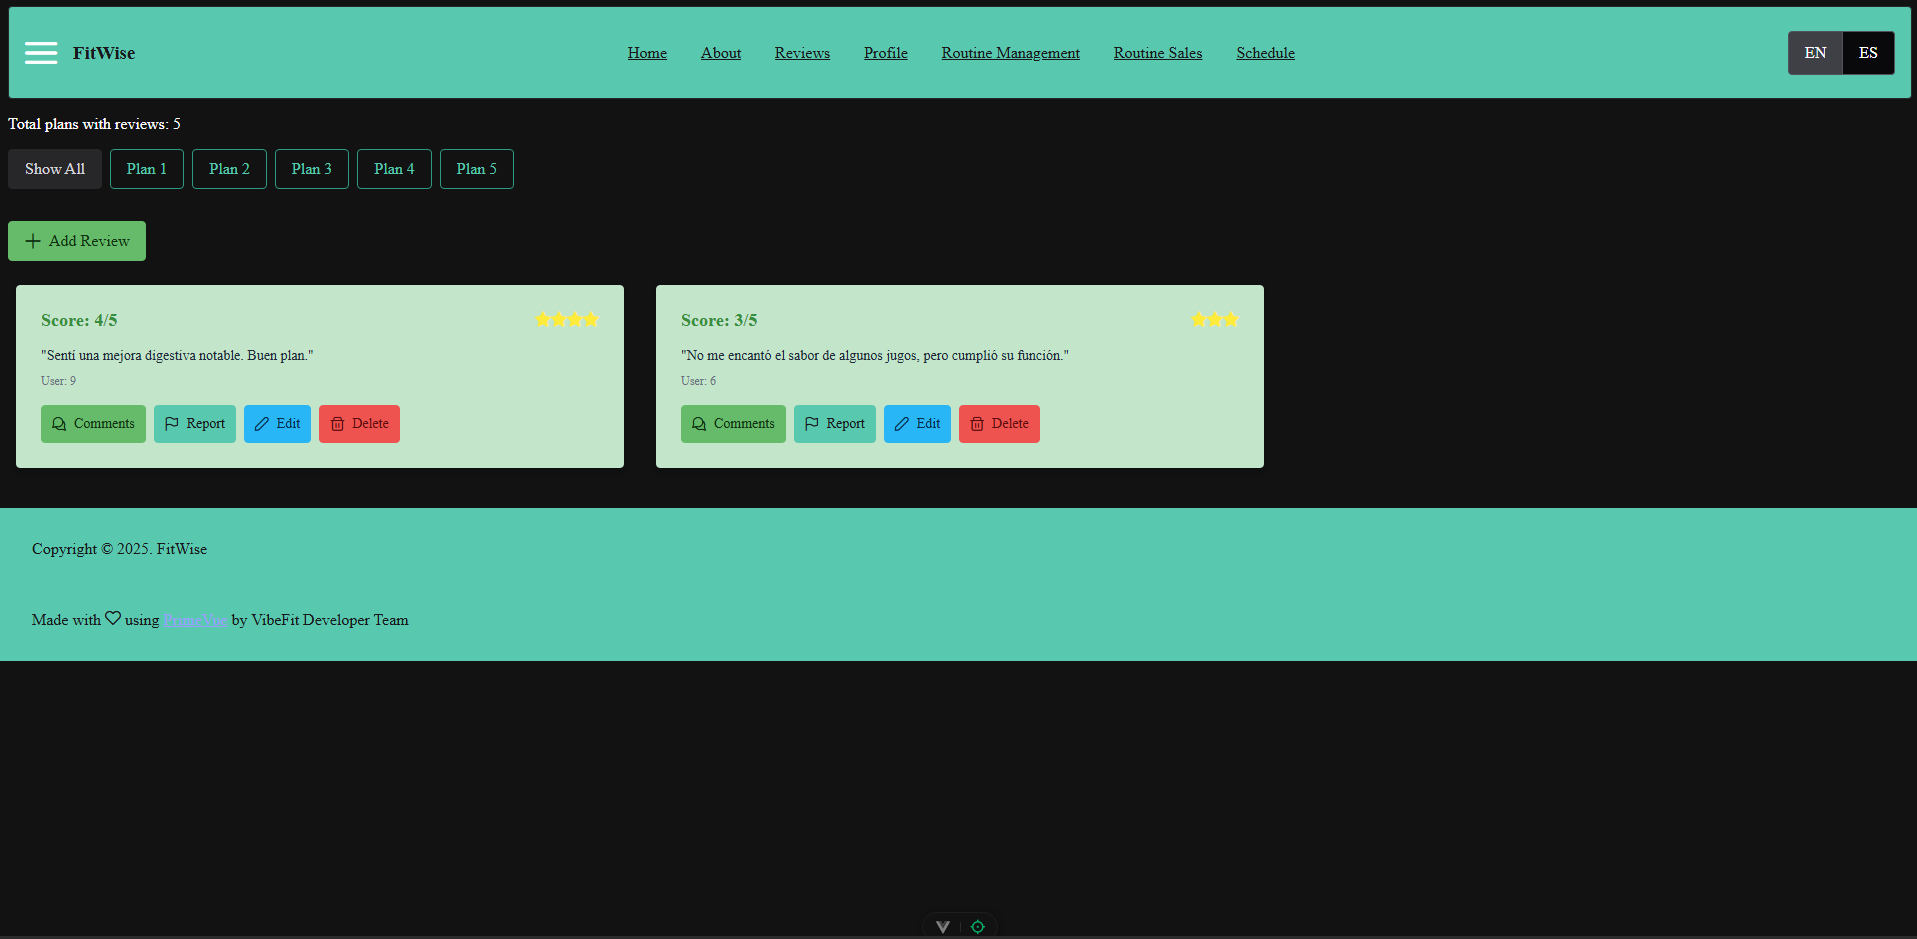 FitWise
Home About Reviews Profile Routine Management Routine Sales Schedule
EN ES
Total plans with reviews: 5
Show All Plan 1 Plan 2 Plan 3 Plan 4 Plan 5
Add Review
Score: 4/5
"Sentí una mejora digestiva notable. Buen plan."
User: 9
Comments Report Edit Delete
Score: 3/5
"No me encantó el sabor de algunos jugos, pero cumplió su función."
User: 6
Comments Report Edit Delete
Copyright © 2025. FitWise
Made with using PrimeVue by VibeFit Developer Team